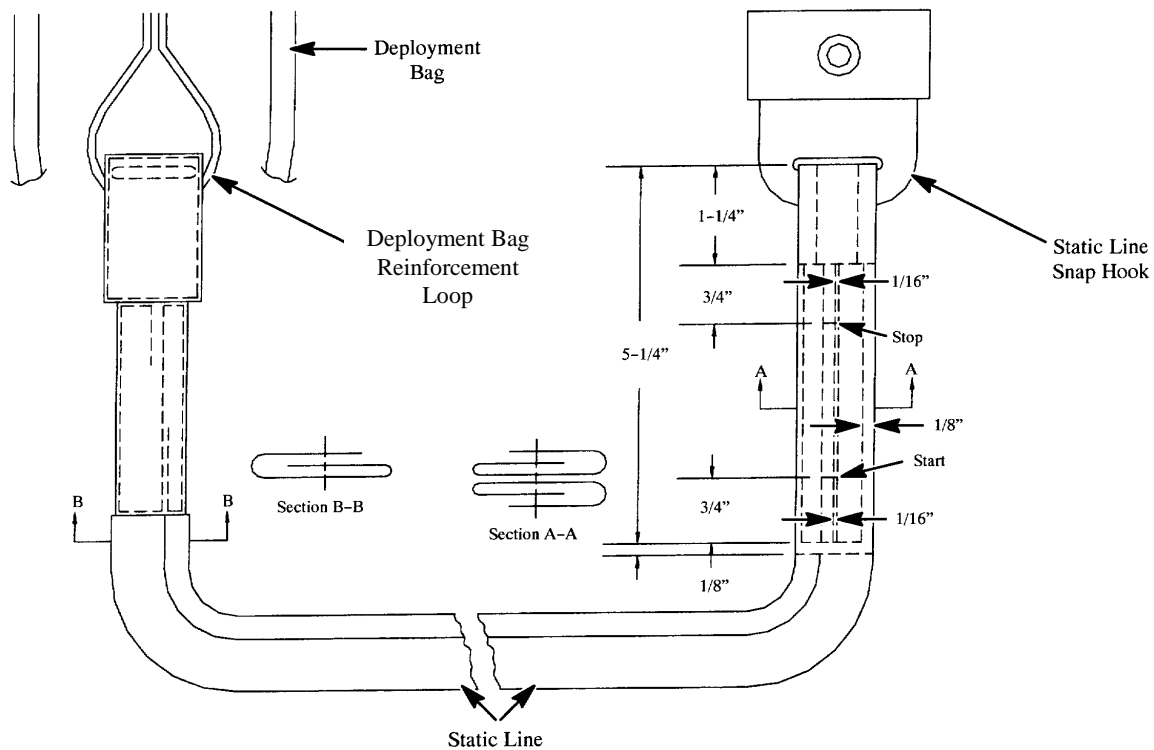 Deployment
Bag
Deployment Bag
Reinforcement
Loop
Static Line
Snap Hook
1-1/4”
3/4”
1/16”
Stop
5-1/4”
A
A
1/8”
Start
3/4”
1/16”
1/8”
B
B
Section B-B
Section A-A
Static Line